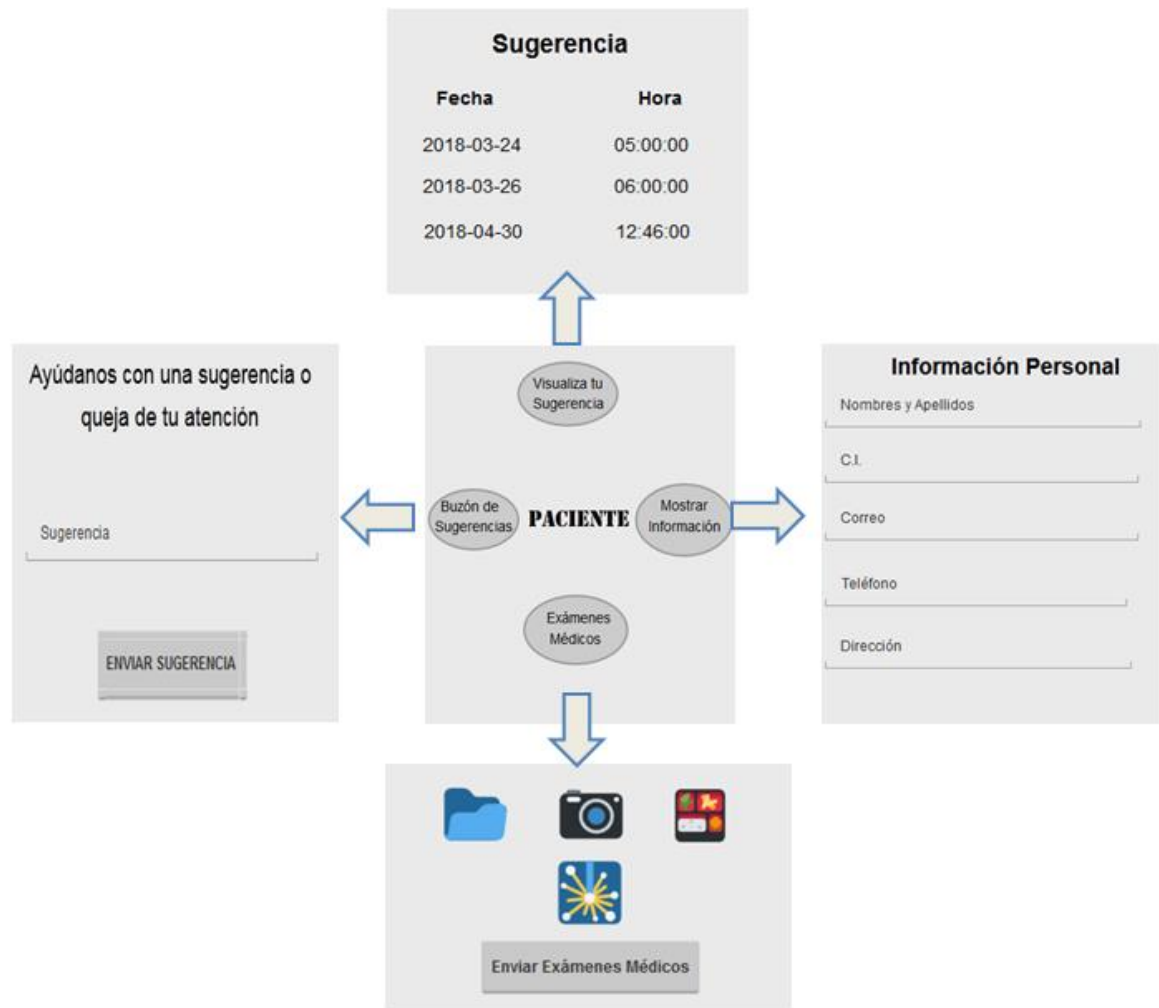 Sugerencia
Fecha Hora
2018-03-24 05:00:00
2018-03-26 06:00:00
2018-04-30 12:46:00
Ayúdanos con una sugerencia o
queja de tu atención
Sugerencia
ENVIAR SUGERENCIA
Visualiza tu
Sugerencia
Buzón de
Sugerencias
PACIENTE
Mostrar
Información
Exámenes
Médicos
Información Personal
Nombres y Apellidos
C.I.
Correo
Teléfono
Dirección
Enviar Exámenes Médicos